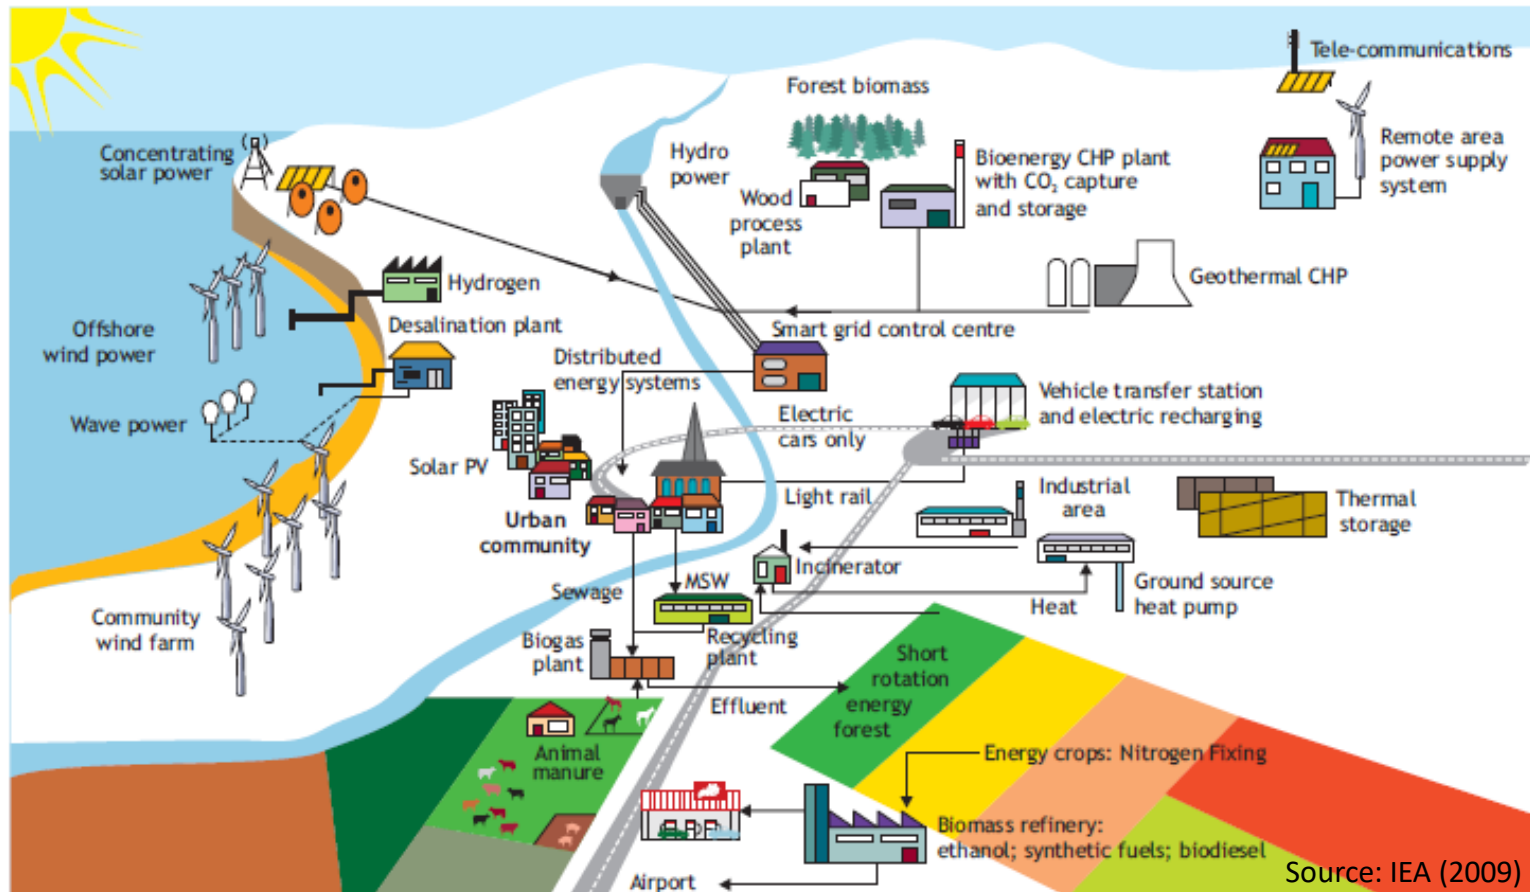 Tele-communications
Forest biomass
Remote area
power supply
system
Concentrating
solar power
Hydro
power
Bioenergy CHP plant
with CO₂ capture
and storage
Wood
process
plant
Geothermal CHP
Hydrogen
Offshore
wind power
Desalination plant
Smart grid control centre
Distributed
energy systems
Vehicle transfer station
and electric recharging
Wave power
Electric
cars only
Solar PV
Light rail
Industrial
area
Thermal
storage
Urban
community
Incinerator
MSW
Sewage
Heat
Ground source
heat pump
Community
wind farm
Biogas
plant
Recycling
plant
Short
rotation
energy
forest
Effluent
Animal
manure
Energy crops: Nitrogen Fixing
Biomass refinery:
ethanol; synthetic fuels; biodiesel
Airport
Source: IEA (2009)